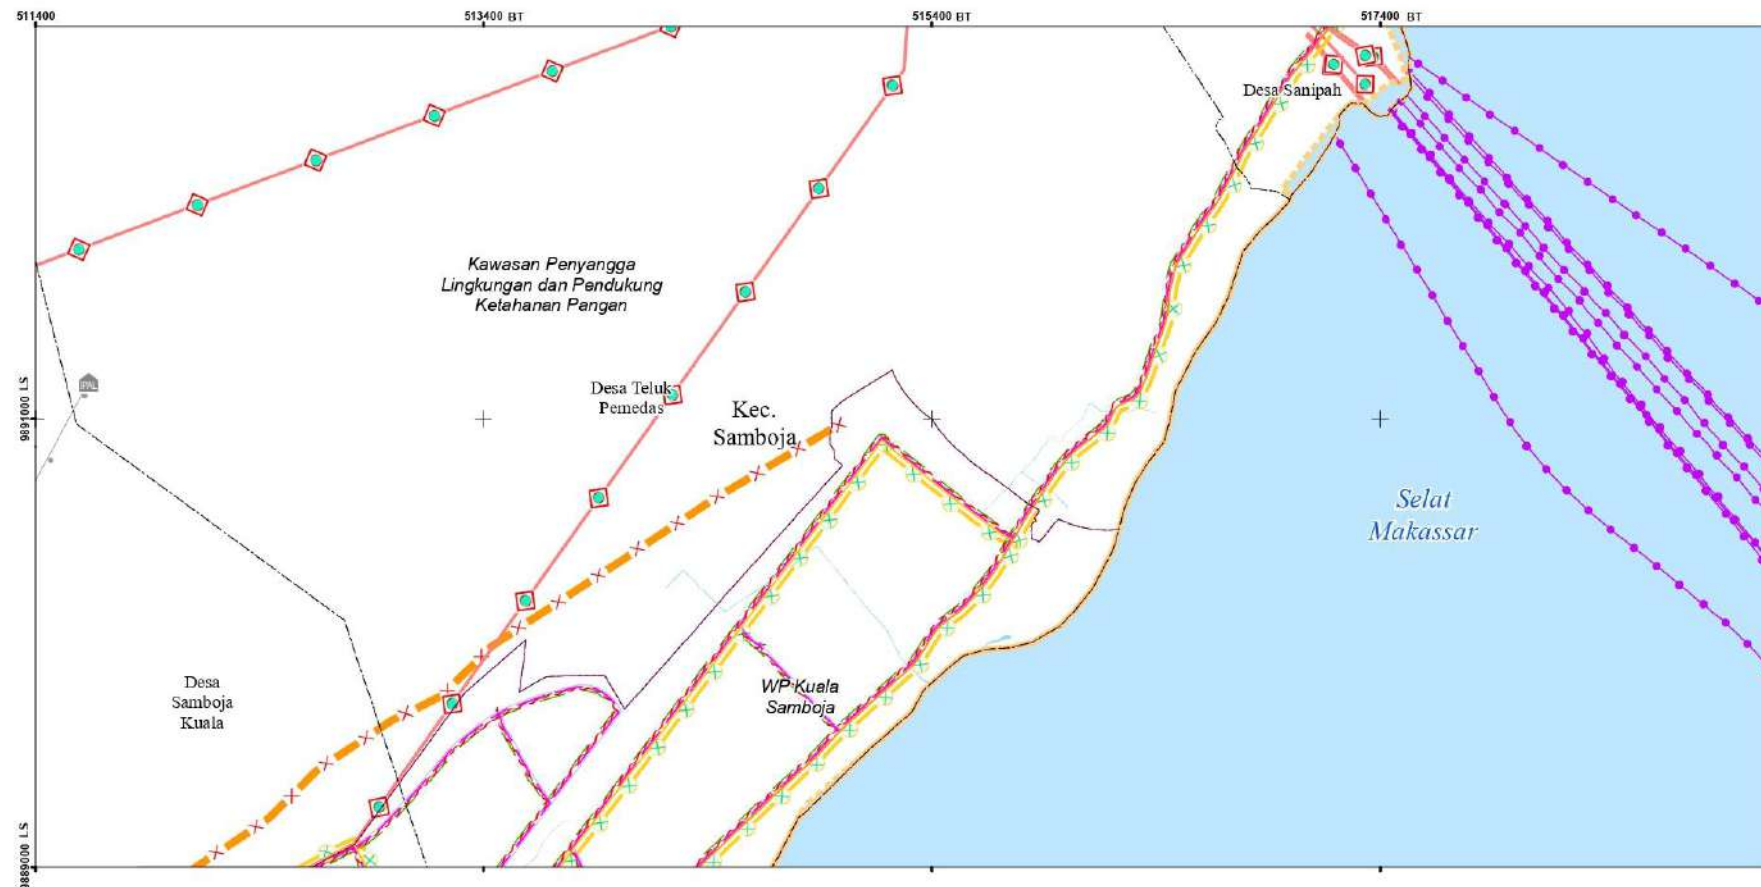 511400
513400 BT
515400 BT
517400 BT
Desa Sanipah
Kawasan Penyangga
Lingkungan dan Pendukung
Ketahanan Pangan
IPAL
Desa Teluk
Pemedas
Kec.
Samboja
9891000 LS
Selat
Makassar
Desa
Samboja
Kuala
WP Kuala
Samboja
9889000 LS